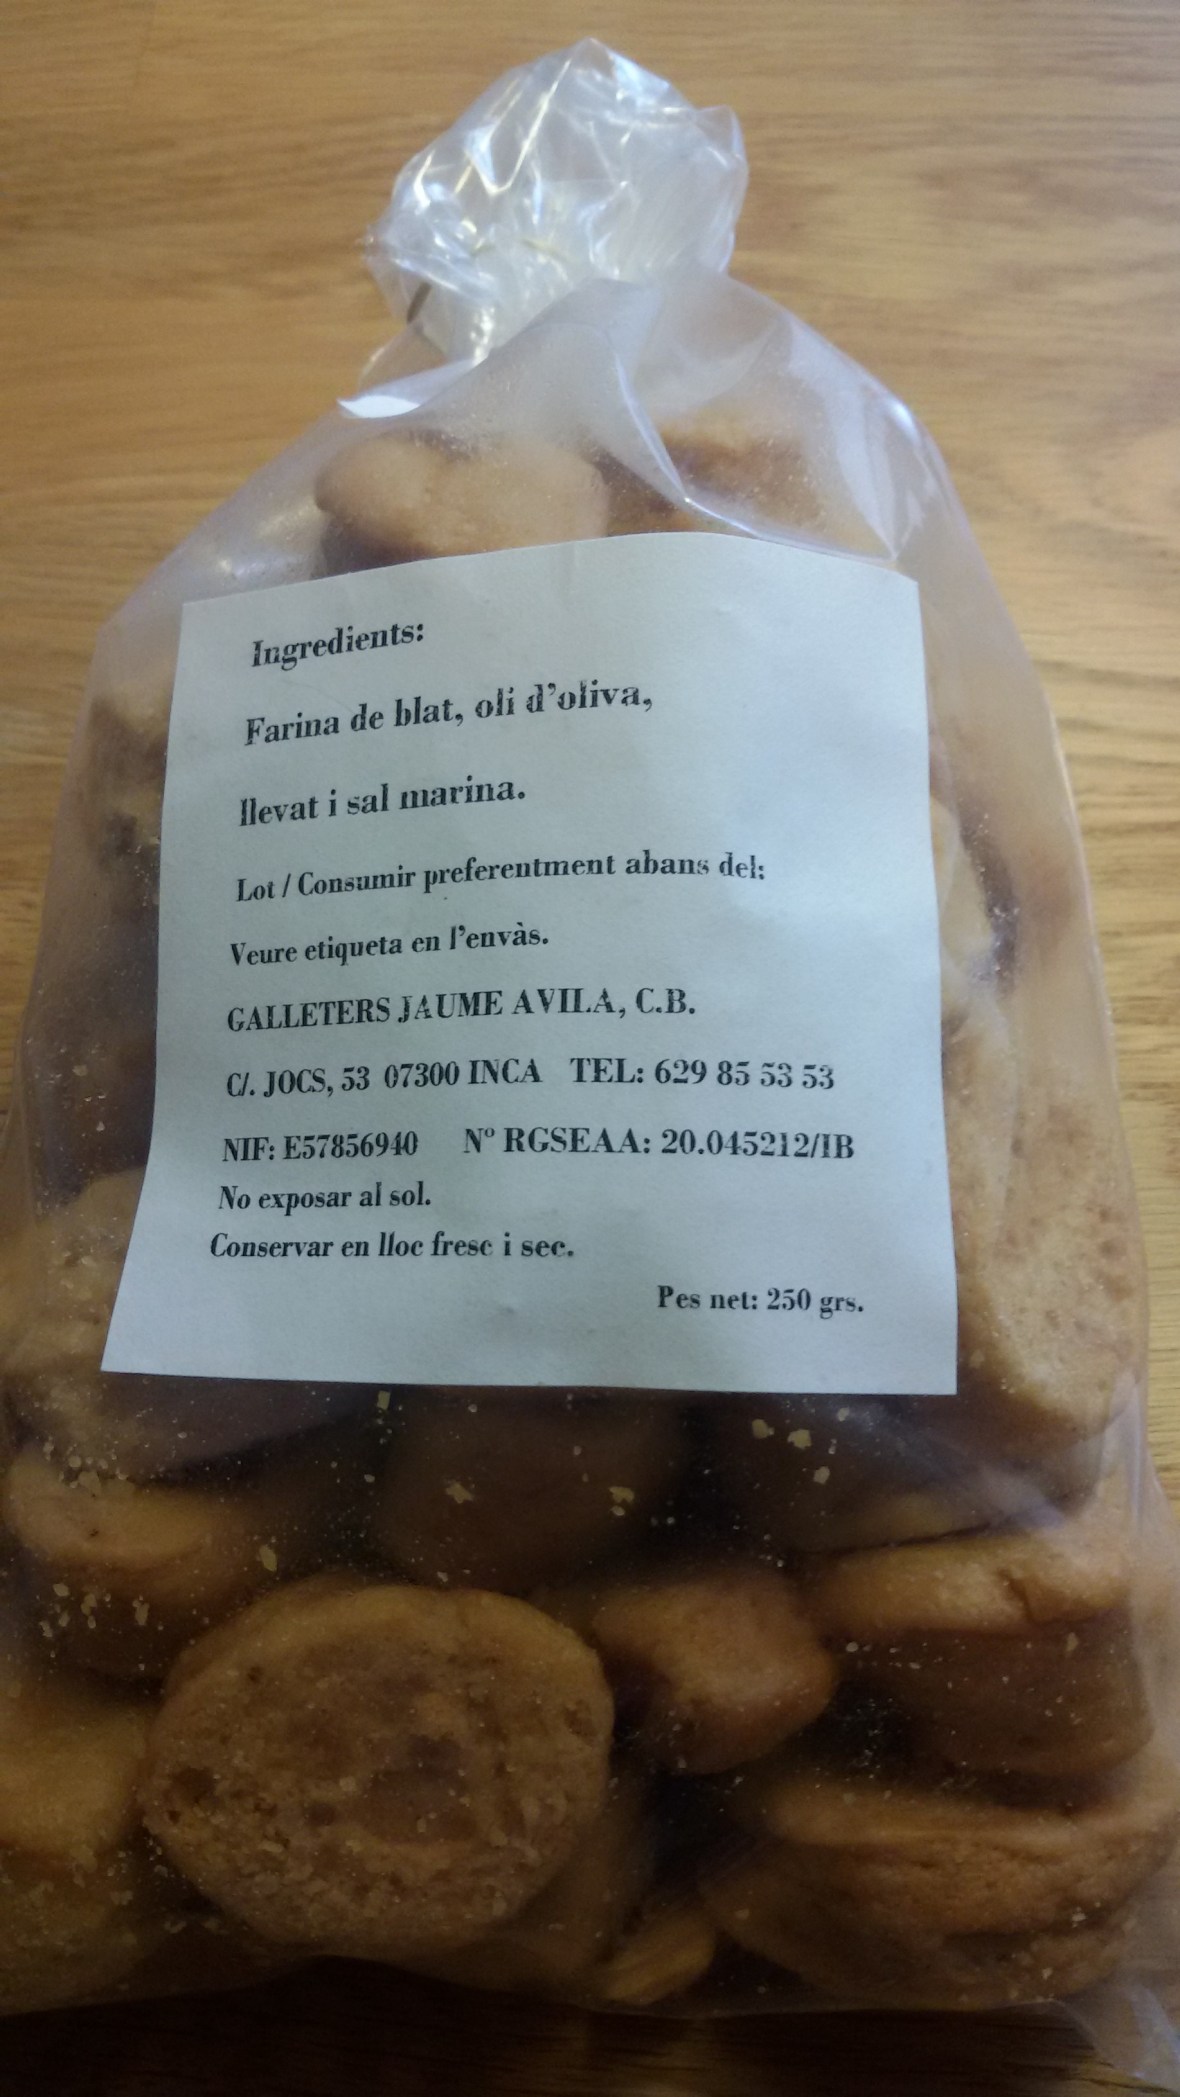 Ingredients:
Farina de blat, oli d'oliva,
llevat i sal marina.
Lot / Consumir preferentment abans del:
Veure etiqueta en l'envàs.
GALLETERS JAUME AVILA, C.B.
C/. JOCS, 53 07300 INCA TEL: 629 85 53 53
NIF: E57856940 Nº RGSEAA: 20.045212/IB
No exposar al sol.
Conservar en lloc fresc i sec.
Pes net: 250 grs.